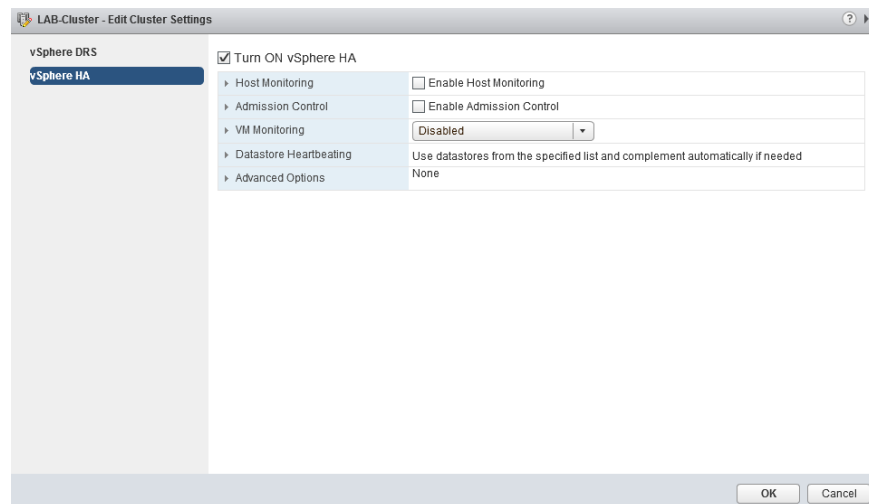 LAB-Cluster - Edit Cluster Settings
?
vSphere DRS
vSphere HA
Turn ON vSphere HA
Host Monitoring
Enable Host Monitoring
Admission Control
Enable Admission Control
VM Monitoring
Disabled
Datastore Heartbeating
Use datastores from the specified list and complement automatically if needed
Advanced Options
None
OK
Cancel